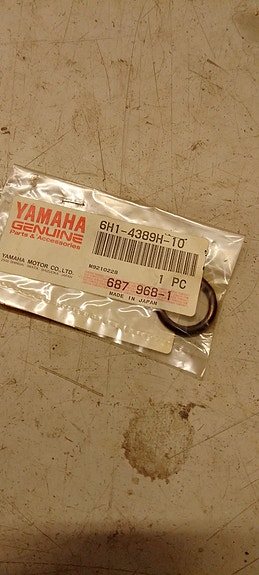 YAMAHA
GENUINE
Parts & Accessories
6H1-4389H-10
YAMAHA MOTOR CO.,LTD.
M921022B
1 PC
687 968-1
MADE IN JAPAN